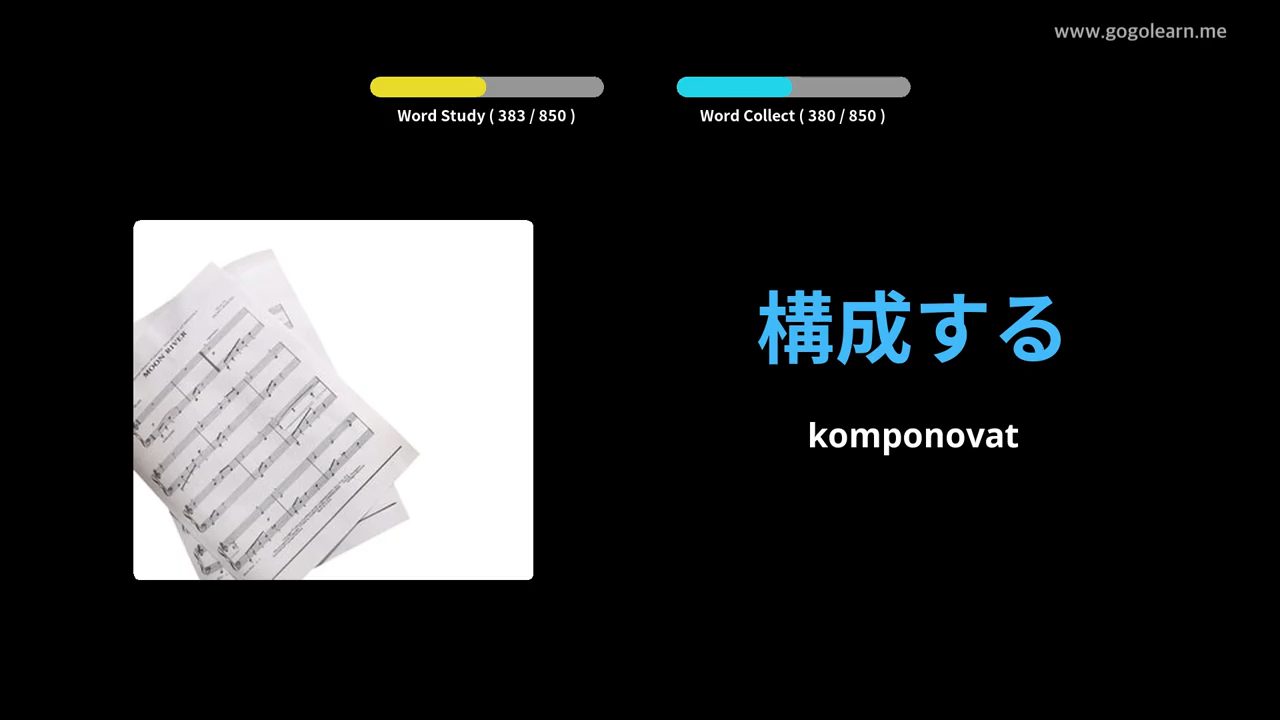 www.gogolearn.me
Word Study ( 383 / 850 )
Word Collect ( 380 / 850 )
MOON RIVER
構成する
komponovat